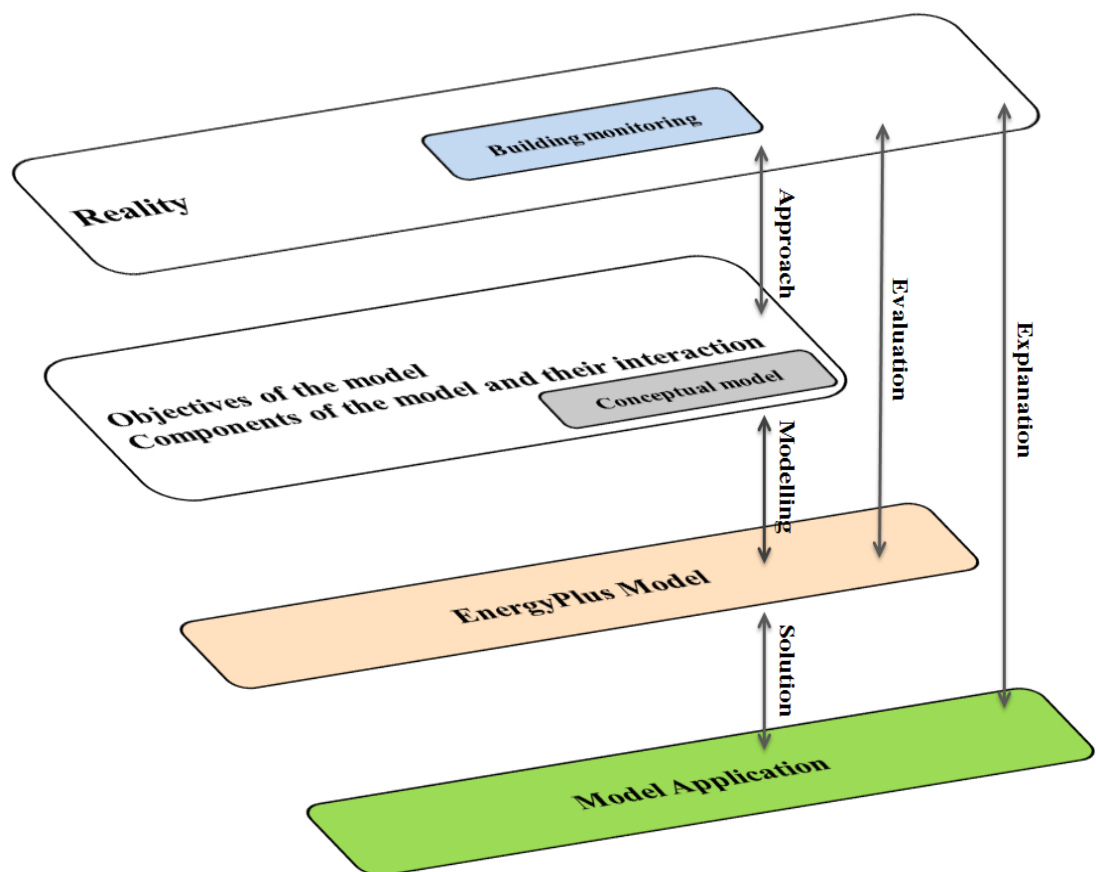 Building monitoring
Reality
Approach
Evaluation
Explanation
Objectives of the model
Components of the model and their interaction
Conceptual model
Modelling
EnergyPlus Model
Solution
Model Application